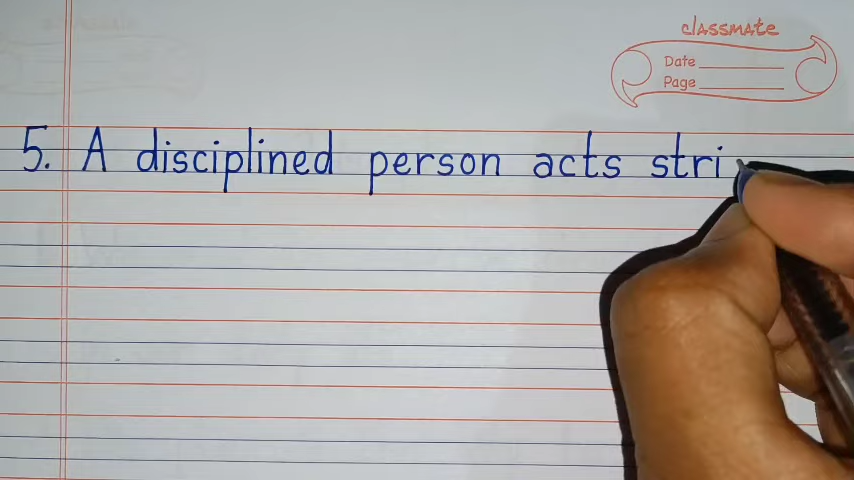 classmate
Date
Page
5. A disciplined person acts stri